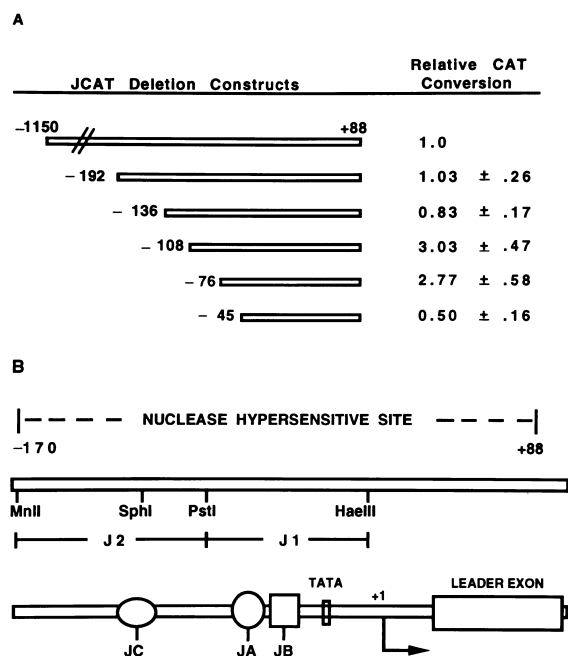 A
Relative CAT
JCAT Deletion Constructs Conversion
−1150 +88 1.0
− 192 1.03 ± .26
− 136 0.83 ± .17
− 108 3.03 ± .47
− 76 2.77 ± .58
− 45 0.50 ± .16
B
NUCLEASE HYPERSENSITIVE SITE
−170 +88
MnlI SphI PstI HaeIII
J2 J1
TATA +1 LEADER EXON
JC JA JB